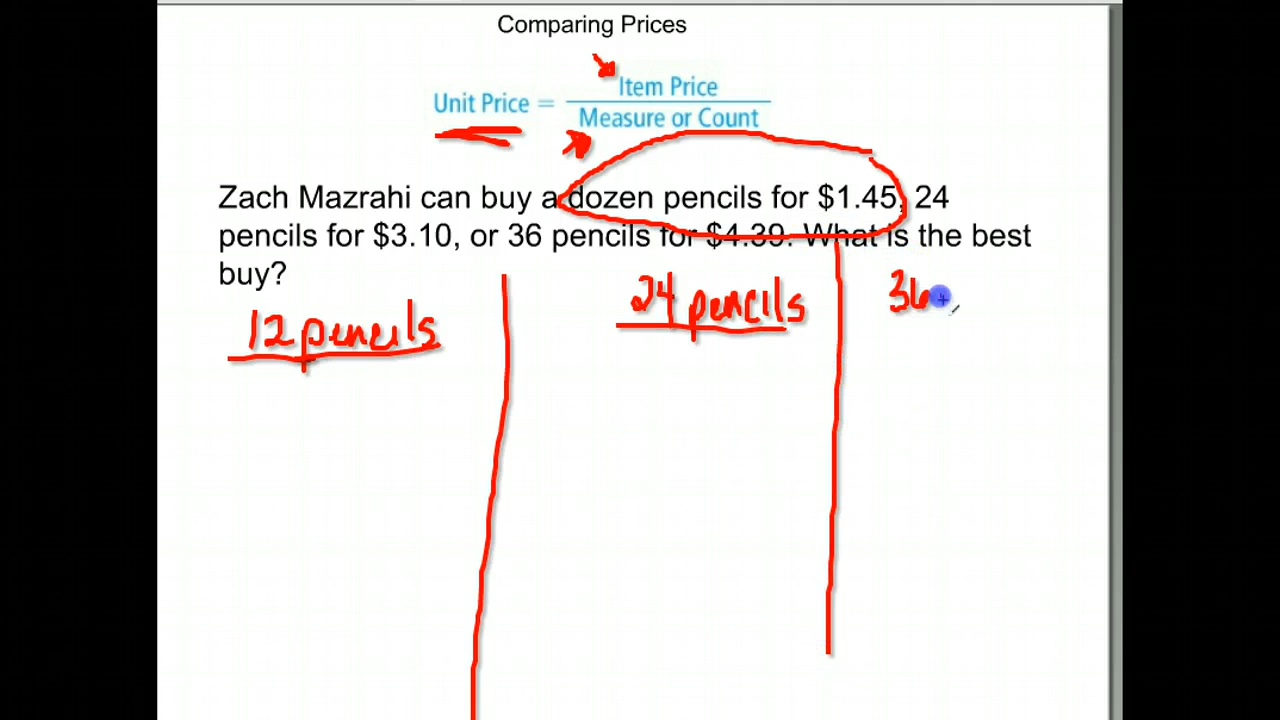 Comparing Prices
Unit Price = Item Price
Measure or Count
Zach Mazrahi can buy a dozen pencils for $1.45, 24
pencils for $3.10, or 36 pencils for $4.39. What is the best
buy?
12 pencils
24 pencils
36